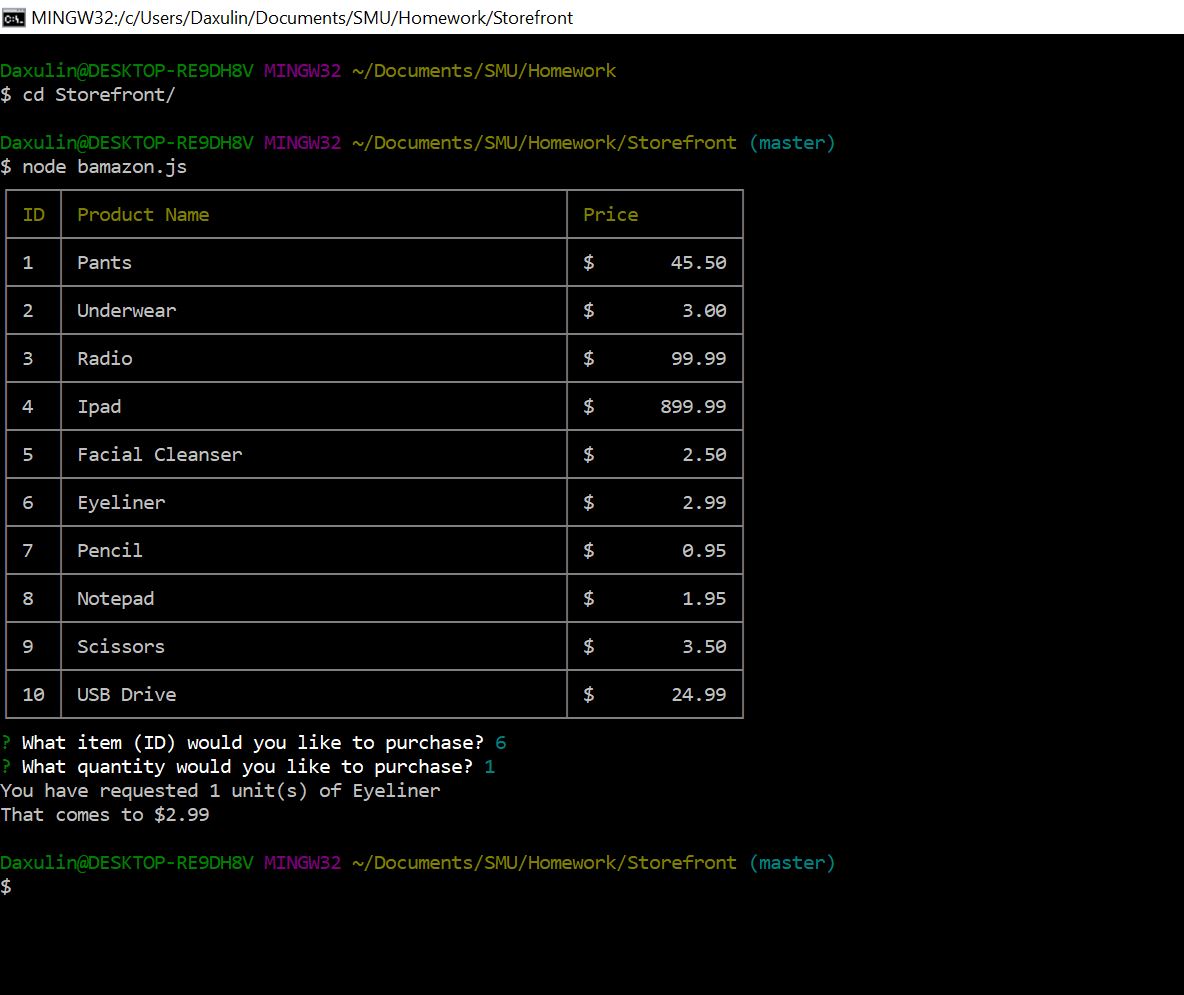 MINGW32:/c/Users/Daxulin/Documents/SMU/Homework/Storefront
Daxulin@DESKTOP-RE9DH8V MINGW32 ~/Documents/SMU/Homework
$ cd Storefront/
Daxulin@DESKTOP-RE9DH8V MINGW32 ~/Documents/SMU/Homework/Storefront (master)
$ node bamazon.js
ID Product Name Price
1 Pants $ 45.50
2 Underwear $ 3.00
3 Radio $ 99.99
4 Ipad $ 899.99
5 Facial Cleanser $ 2.50
6 Eyeliner $ 2.99
7 Pencil $ 0.95
8 Notepad $ 1.95
9 Scissors $ 3.50
10 USB Drive $ 24.99
? What item (ID) would you like to purchase? 6
? What quantity would you like to purchase? 1
You have requested 1 unit(s) of Eyeliner
That comes to $2.99
Daxulin@DESKTOP-RE9DH8V MINGW32 ~/Documents/SMU/Homework/Storefront (master)
$